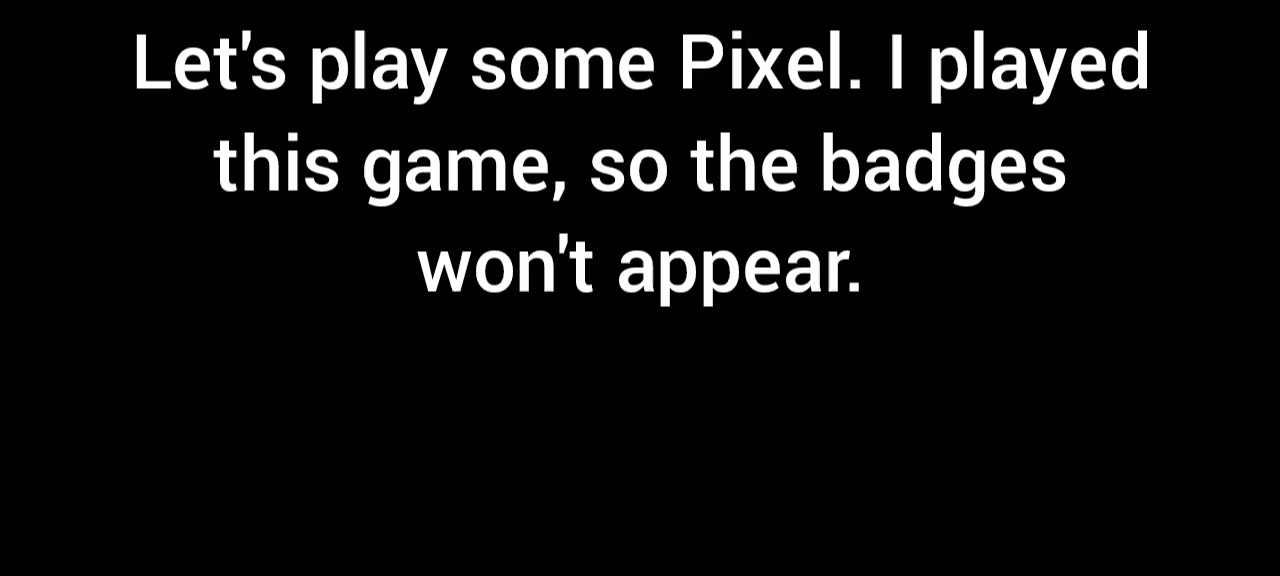 Let's play some Pixel. I played
this game, so the badges
won't appear.